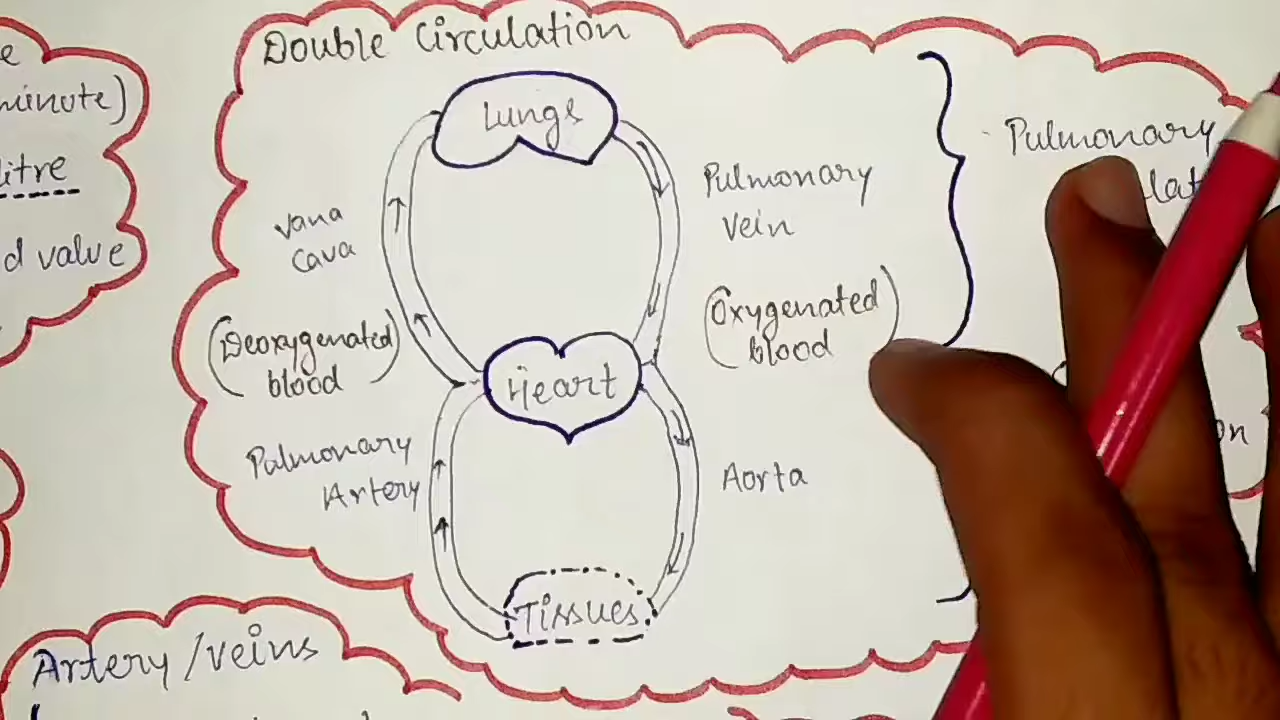 Double Circulation
minute)
litre
d value
Lungs
Pulmonary
Pulmonary
vein
vana
cava
(Oxygenated
blood)
(Deoxygenated
blood)
Heart
Pulmonary
Artery
Aorta
Tissues
Artery/veins